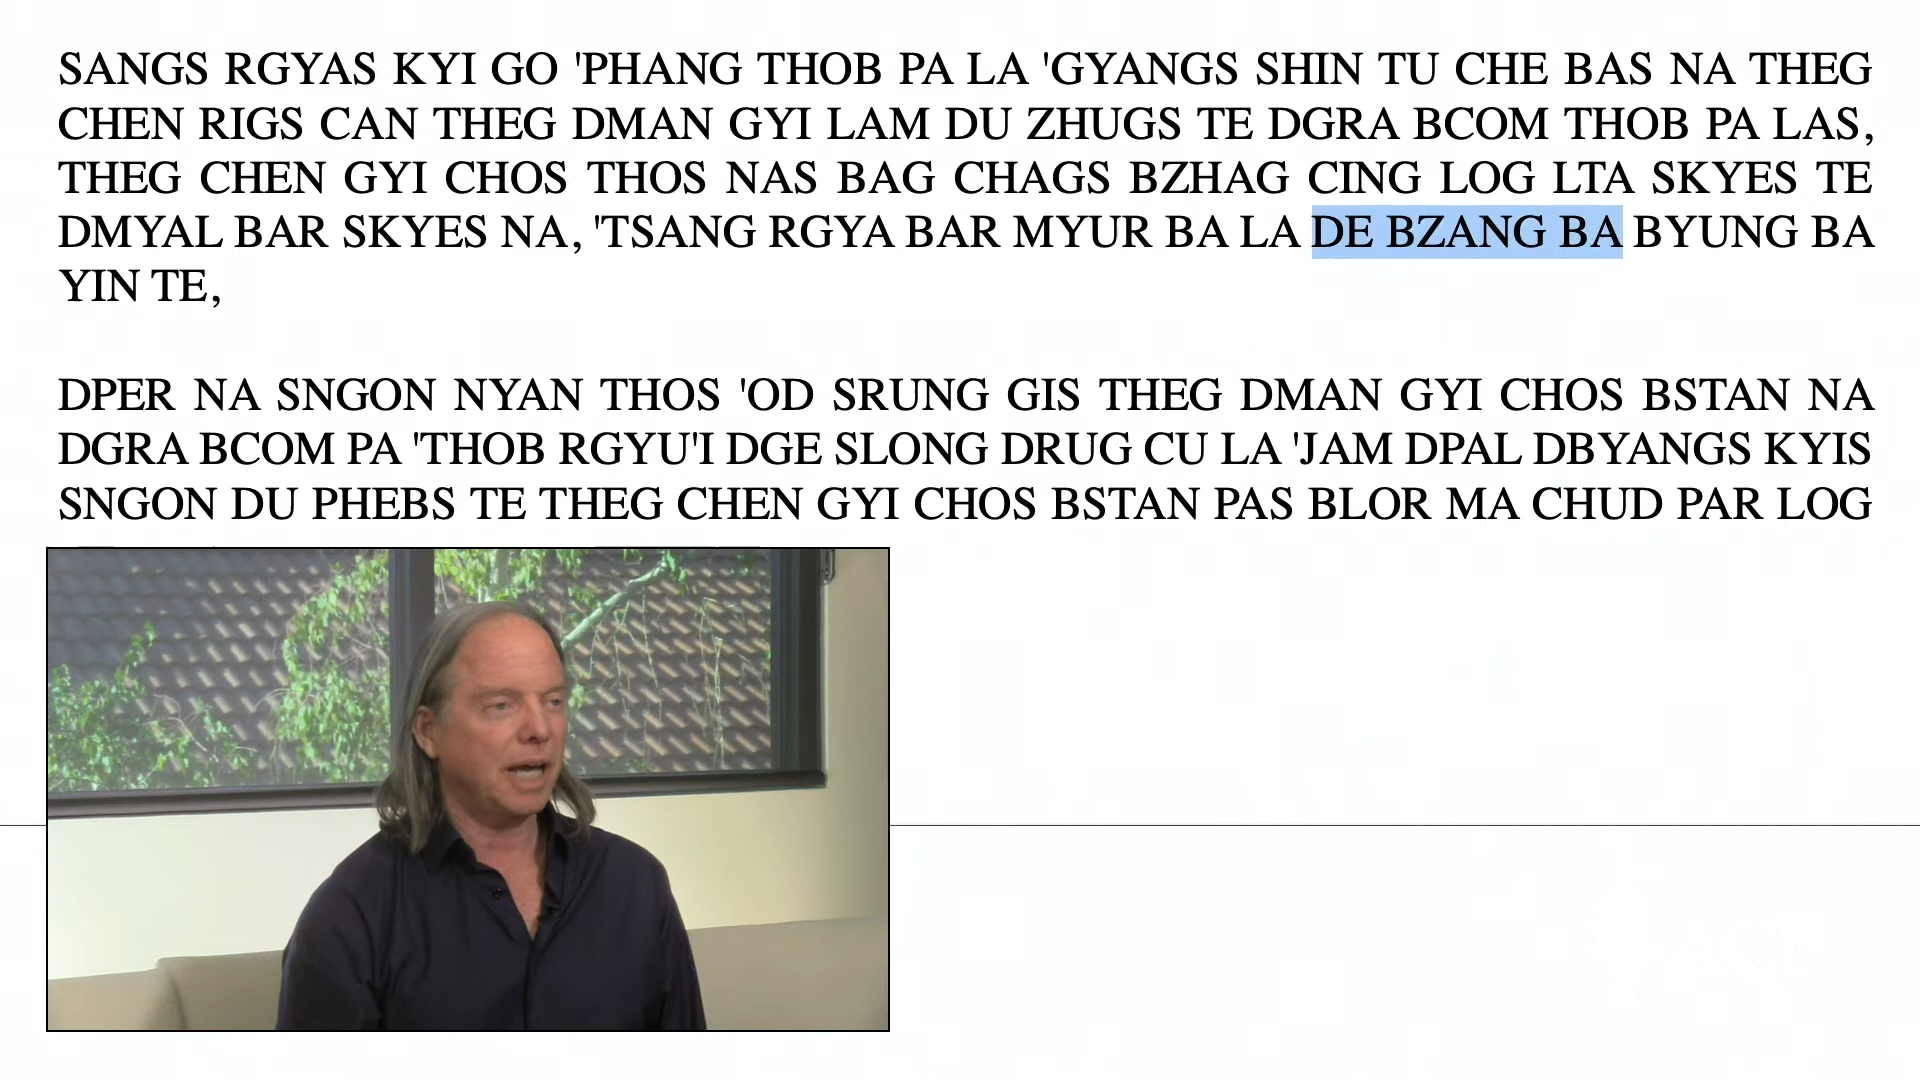 SANGS RGYAS KYI GO 'PHANG THOB PA LA 'GYANGS SHIN TU CHE BAS NA THEG
CHEN RIGS CAN THEG DMAN GYI LAM DU ZHUGS TE DGRA BCOM THOB PA LAS,
THEG CHEN GYI CHOS THOS NAS BAG CHAGS BZHAG CING LOG LTA SKYES TE
DMYAL BAR SKYES NA, 'TSANG RGYA BAR MYUR BA LA DE BZANG BA BYUNG BA
YIN TE,
DPER NA SNGON NYAN THOS 'OD SRUNG GIS THEG DMAN GYI CHOS BSTAN NA
DGRA BCOM PA 'THOB RGYU'I DGE SLONG DRUG CU LA 'JAM DPAL DBYANGS KYIS
SNGON DU PHEBS TE THEG CHEN GYI CHOS BSTAN PAS BLOR MA CHUD PAR LOG